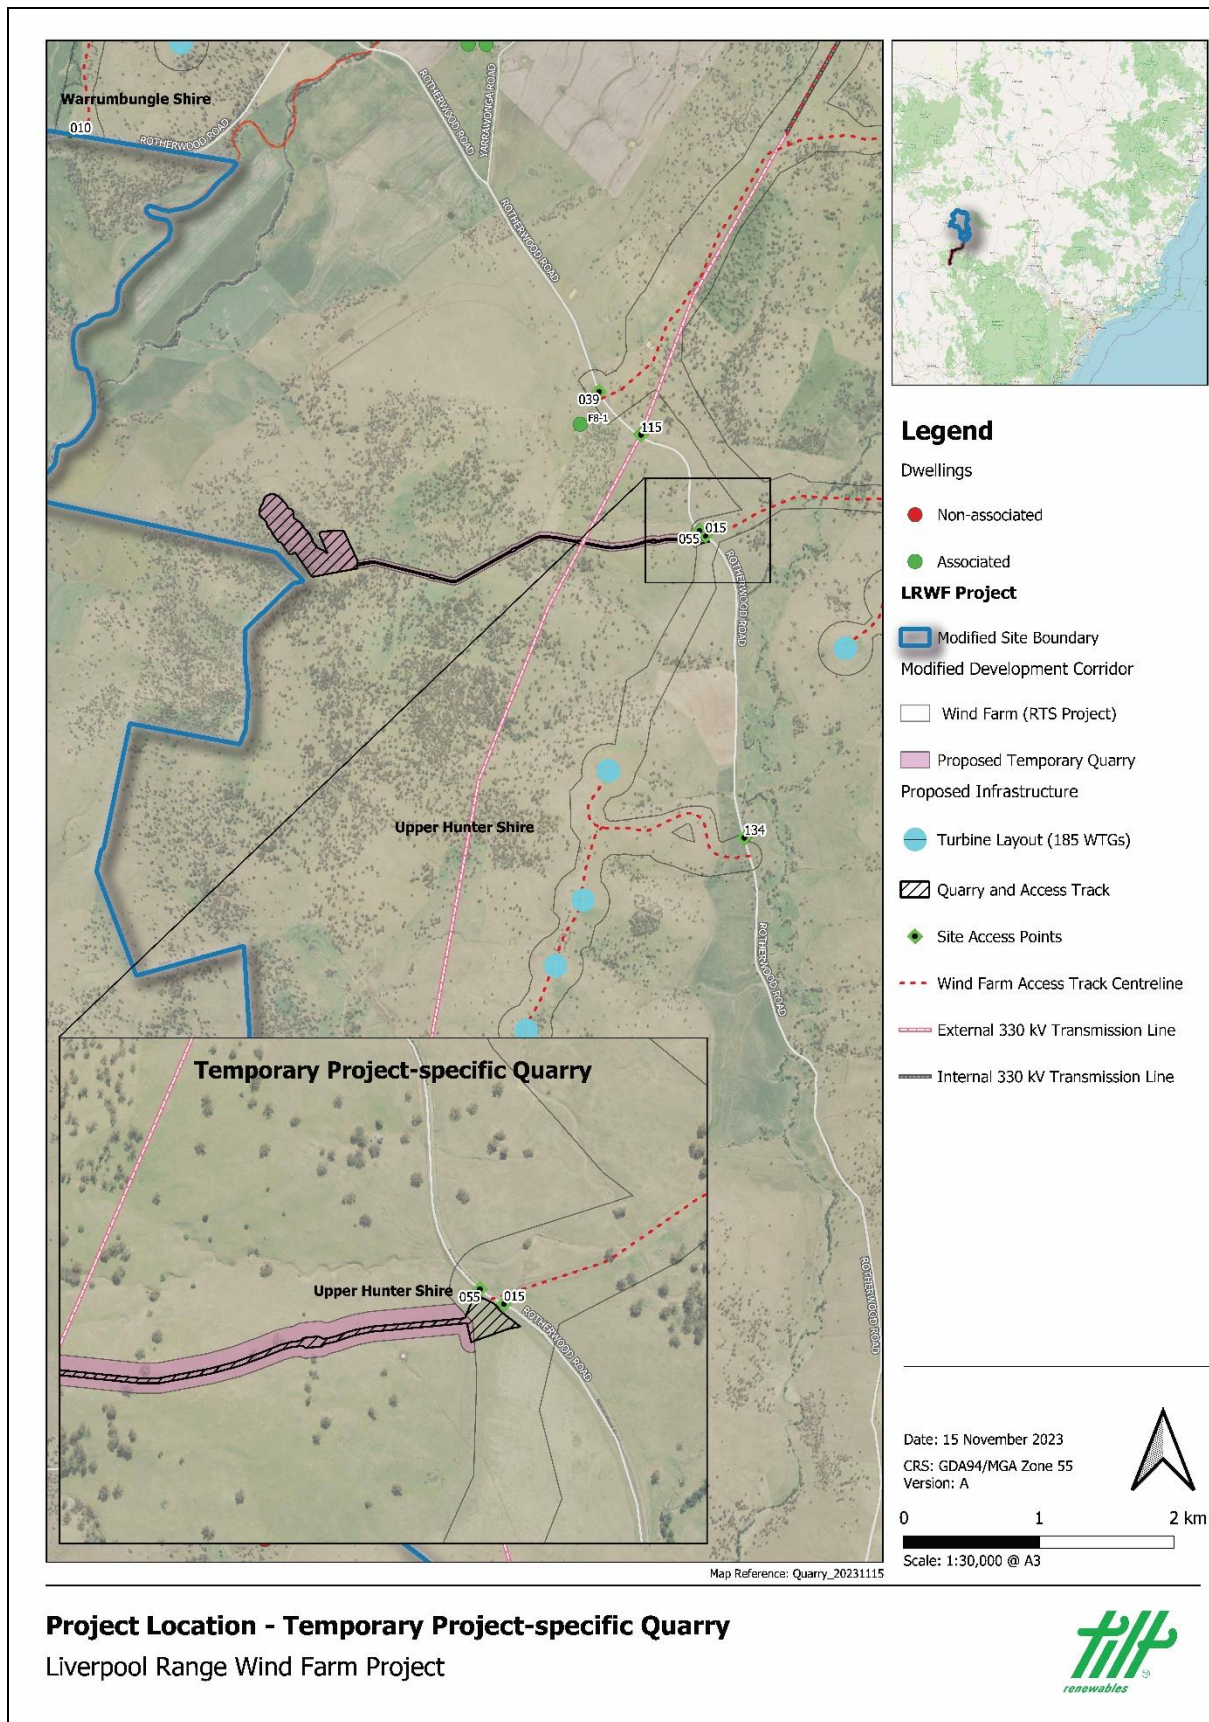 Warrumbungle Shire
010
ROTHERWOOD ROAD
ROTHERWOOD ROAD
YARRAWONGA ROAD
ROTHERWOOD ROAD
039
F8-1
115
015
055
ROTHERWOOD ROAD
Upper Hunter Shire
134
ROTHERWOOD ROAD
ROTHERWOOD ROAD
Temporary Project-specific Quarry
Upper Hunter Shire
055
015
ROTHERWOOD ROAD
Legend
Dwellings
Non-associated
Associated
LRWF Project
Modified Site Boundary
Modified Development Corridor
Wind Farm (RTS Project)
Proposed Temporary Quarry
Proposed Infrastructure
Turbine Layout (185 WTGs)
Quarry and Access Track
Site Access Points
Wind Farm Access Track Centreline
External 330 kV Transmission Line
Internal 330 kV Transmission Line
Date: 15 November 2023
CRS: GDA94/MGA Zone 55
Version: A
0 1 2 km
Scale: 1:30,000 @ A3
Map Reference: Quarry_20231115
Project Location - Temporary Project-specific Quarry
Liverpool Range Wind Farm Project
tilt
renewables